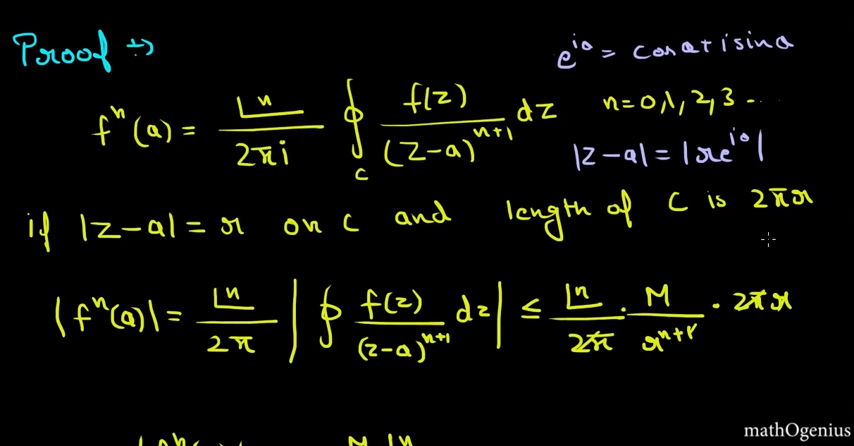 Proof :→
e^{iθ} = cosθ + i sinθ
f^n(a) = ⌊n / 2πi ∮_C f(z) / (z-a)^{n+1} dz n = 0, 1, 2, 3 ...
|z-a| = |re^{iθ}|
if |z-a| = r on C and length of C is 2πr
|f^n(a)| = ⌊n / 2π | ∮ f(z) / (z-a)^{n+1} dz | ≤ ⌊n / 2π · M / r^{n+1} · 2πr
mathOgenius